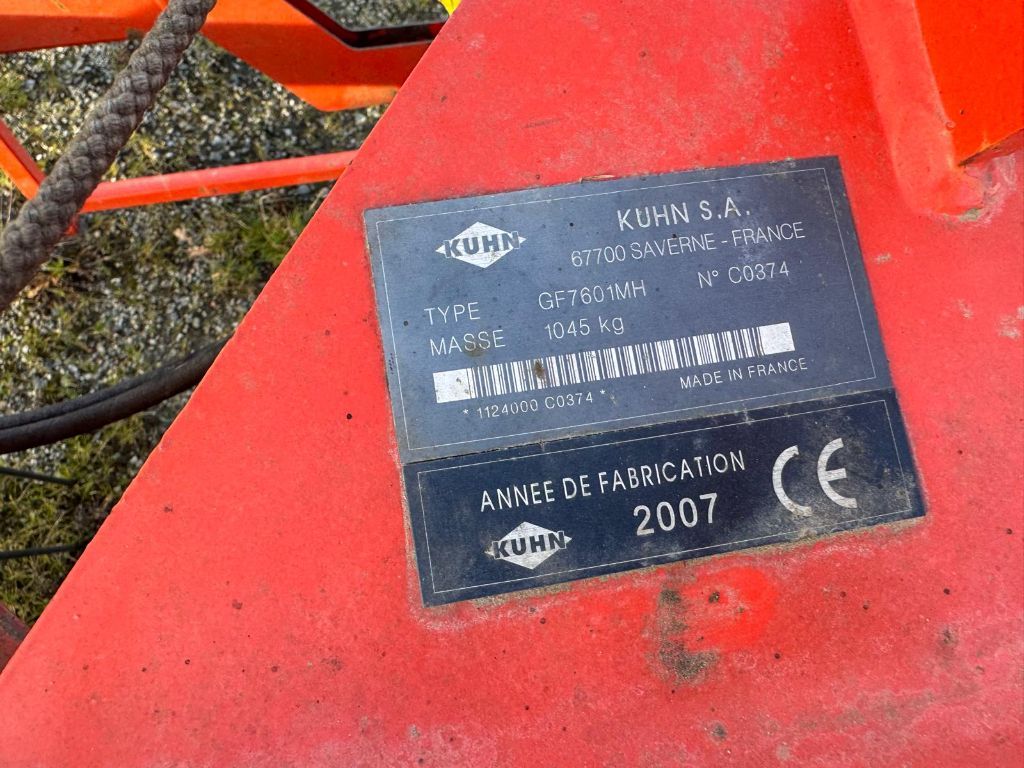 KUHN
KUHN S.A.
67700 SAVERNE - FRANCE
TYPE GF7601MH N° C0374
MASSE 1045 kg
* 1124000 C0374 *
MADE IN FRANCE
ANNEE DE FABRICATION
KUHN 2007 CE